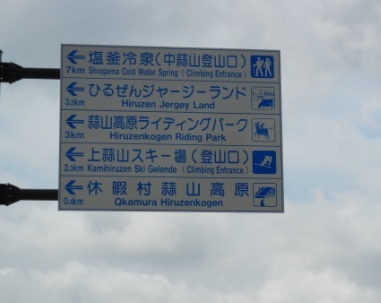 塩釜冷泉(中蒜山登山口)
7km Shiogama Cold Water Spring (Climbing Entrance)
ひるぜんジャージーランド
3.5km Hiruzen Jergey Land
蒜山高原ライディングパーク
3km Hiruzenkogen Riding Park
上蒜山スキー場(登山口)
2.5km Kamihiruzen Ski Gelende (Climbing Entrance)
休暇村蒜山高原
0.4km Qkamura Hiruzenkogen